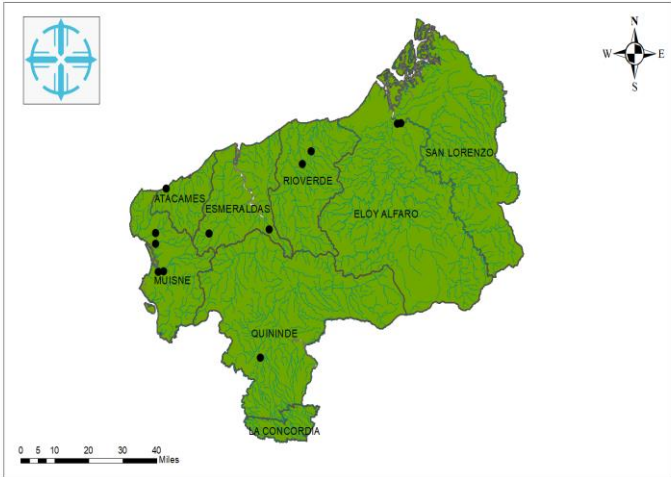 N
W E
S
SAN LORENZO
RIOVERDE
ATACAMES
ESMERALDAS
ELOY ALFARO
MUISNE
QUININDE
LA CONCORDIA
0 5 10 20 30 40
Miles